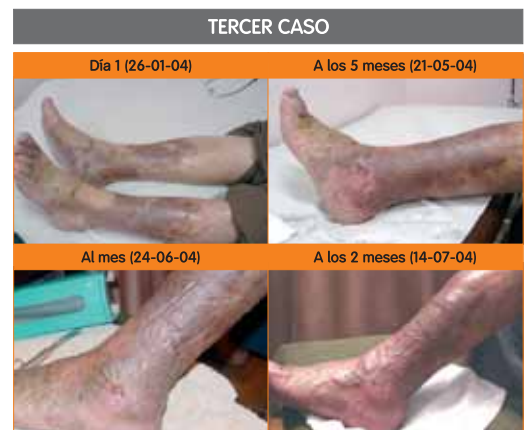 TERCER CASO
Día 1 (26-01-04)
A los 5 meses (21-05-04)
Al mes (24-06-04)
A los 2 meses (14-07-04)